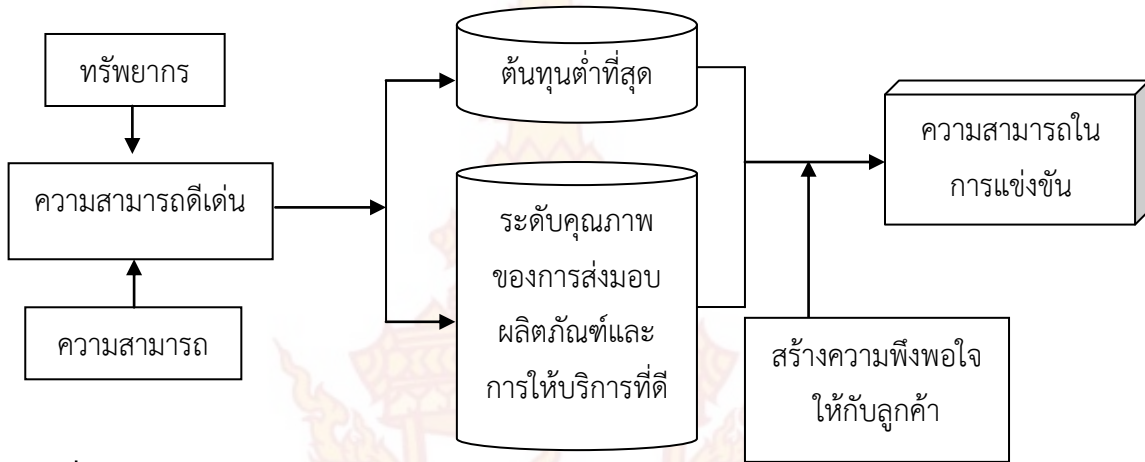 ทรัพยากร
ความสามารถดีเด่น
ความสามารถ
ต้นทุนต่ำที่สุด
ระดับคุณภาพ
ของการส่งมอบ
ผลิตภัณฑ์และ
การให้บริการที่ดี
สร้างความพึงพอใจ
ให้กับลูกค้า
ความสามารถใน
การแข่งขัน